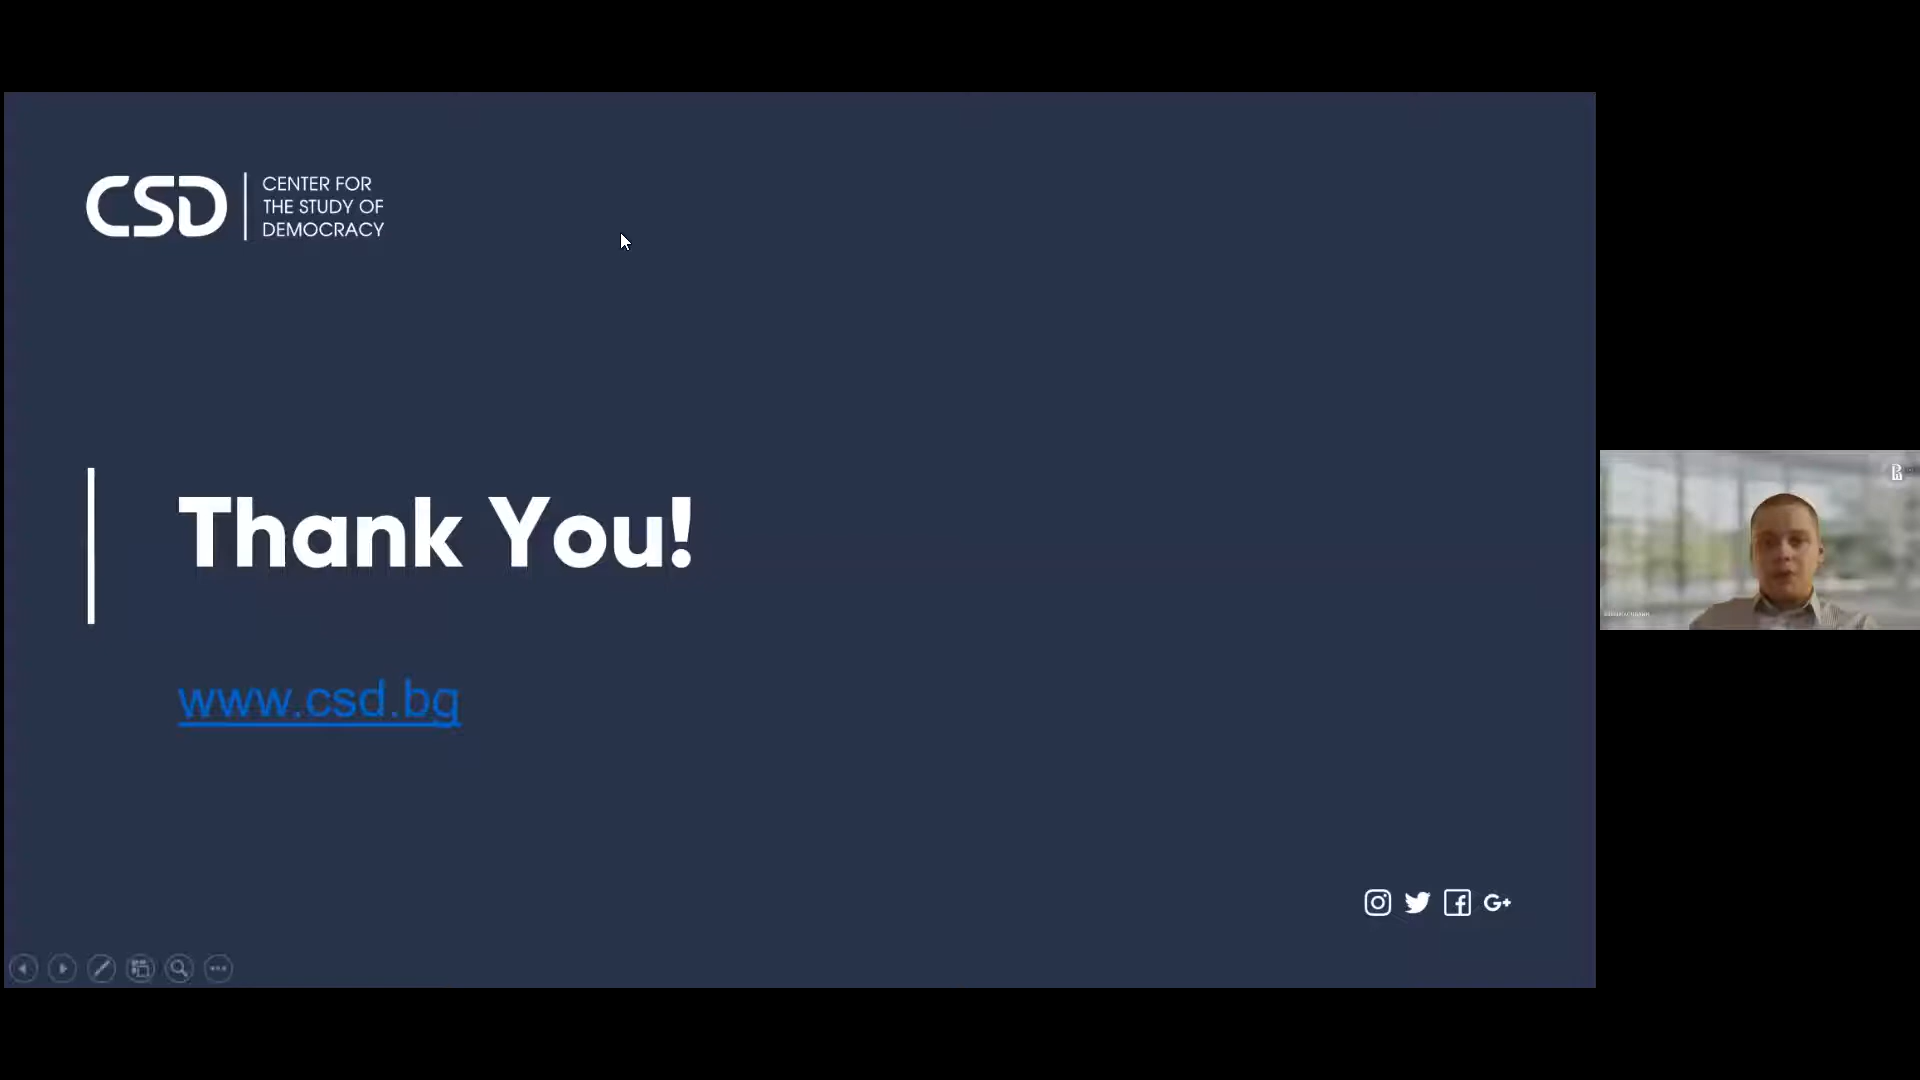 CSD
CENTER FOR
THE STUDY OF
DEMOCRACY
Thank You!
www.csd.bg
G+